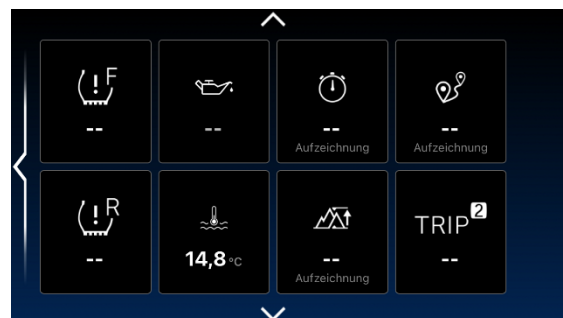 F
--
--
--
Aufzeichnung
--
Aufzeichnung
R
--
14,8 °C
--
Aufzeichnung
TRIP 2
--